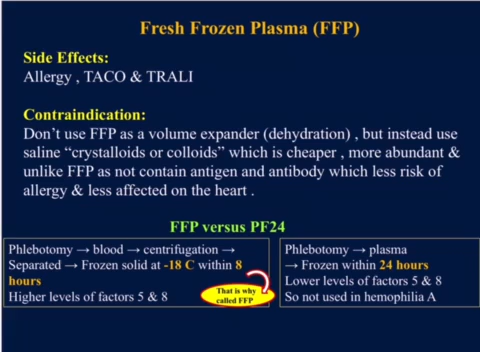 Fresh Frozen Plasma (FFP)
Side Effects:
Allergy , TACO & TRALI
Contraindication:
Don't use FFP as a volume expander (dehydration) , but instead use
saline "crystalloids or colloids" which is cheaper , more abundant &
unlike FFP as not contain antigen and antibody which less risk of
allergy & less affected on the heart .
FFP versus PF24
Phlebotomy → blood → centrifugation →
Separated → Frozen solid at -18 C within 8
hours
Higher levels of factors 5 & 8
That is why
called FFP
Phlebotomy → plasma
→ Frozen within 24 hours
Lower levels of factors 5 & 8
So not used in hemophilia A